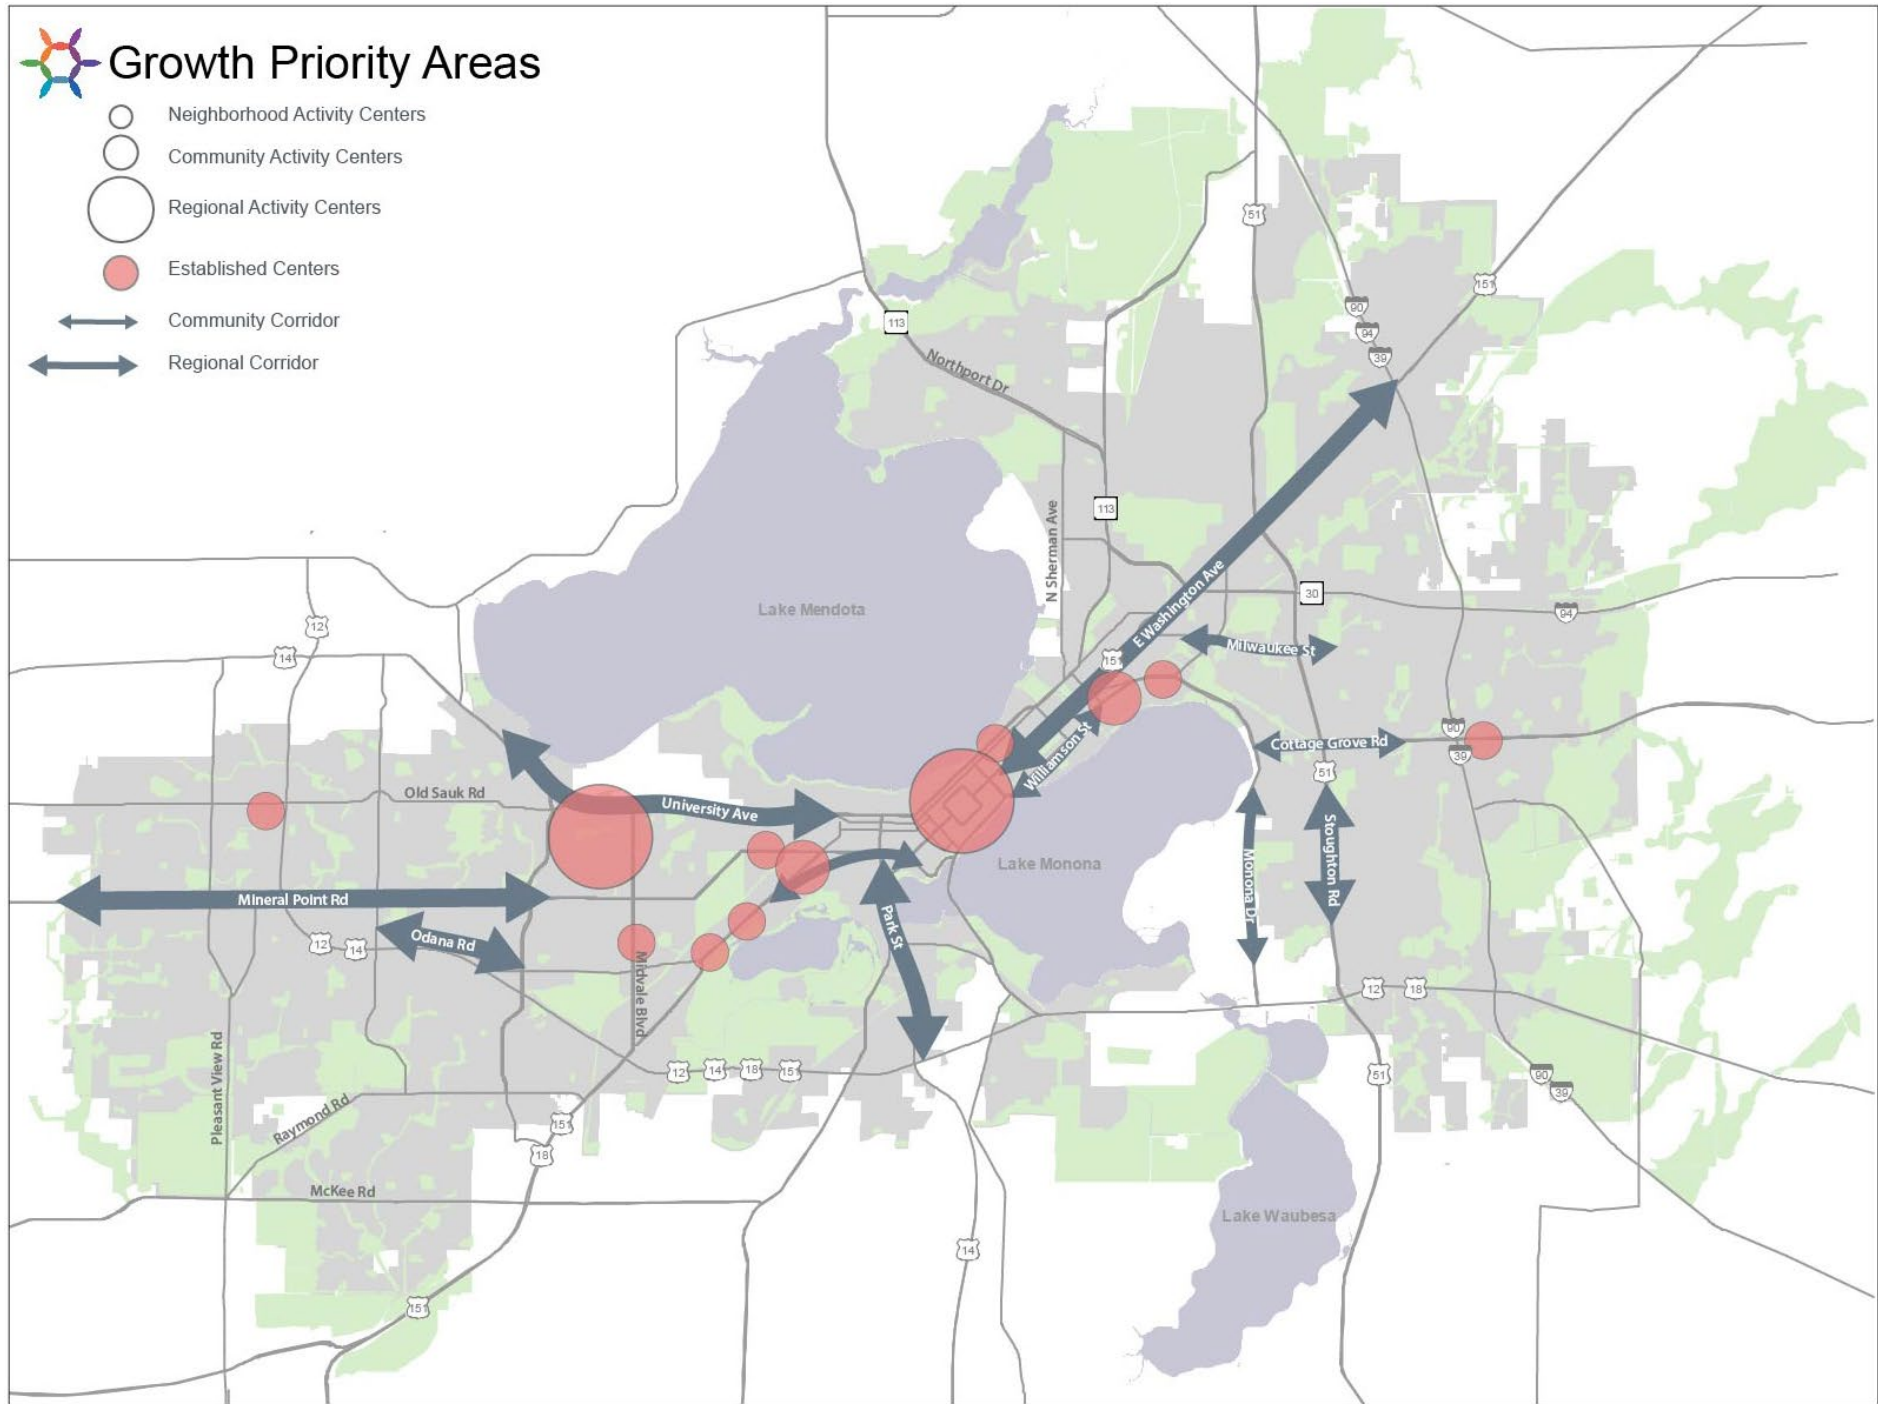 Growth Priority Areas
Neighborhood Activity Centers
Community Activity Centers
Regional Activity Centers
Established Centers
Community Corridor
Regional Corridor
51
151
90
94
39
113
Northport Dr
113
N Sherman Ave
E Washington Ave
30
94
Lake Mendota
12
14
151
Milwaukee St
Williamson St
Cottage Grove Rd
90
39
51
Old Sauk Rd
University Ave
Lake Monona
Monona Dr
Stoughton Rd
Mineral Point Rd
Park St
Odana Rd
12
14
Midvale Blvd
12
18
Pleasant View Rd
12
14
18
151
51
90
39
Raymond Rd
151
18
McKee Rd
Lake Waubesa
14
151